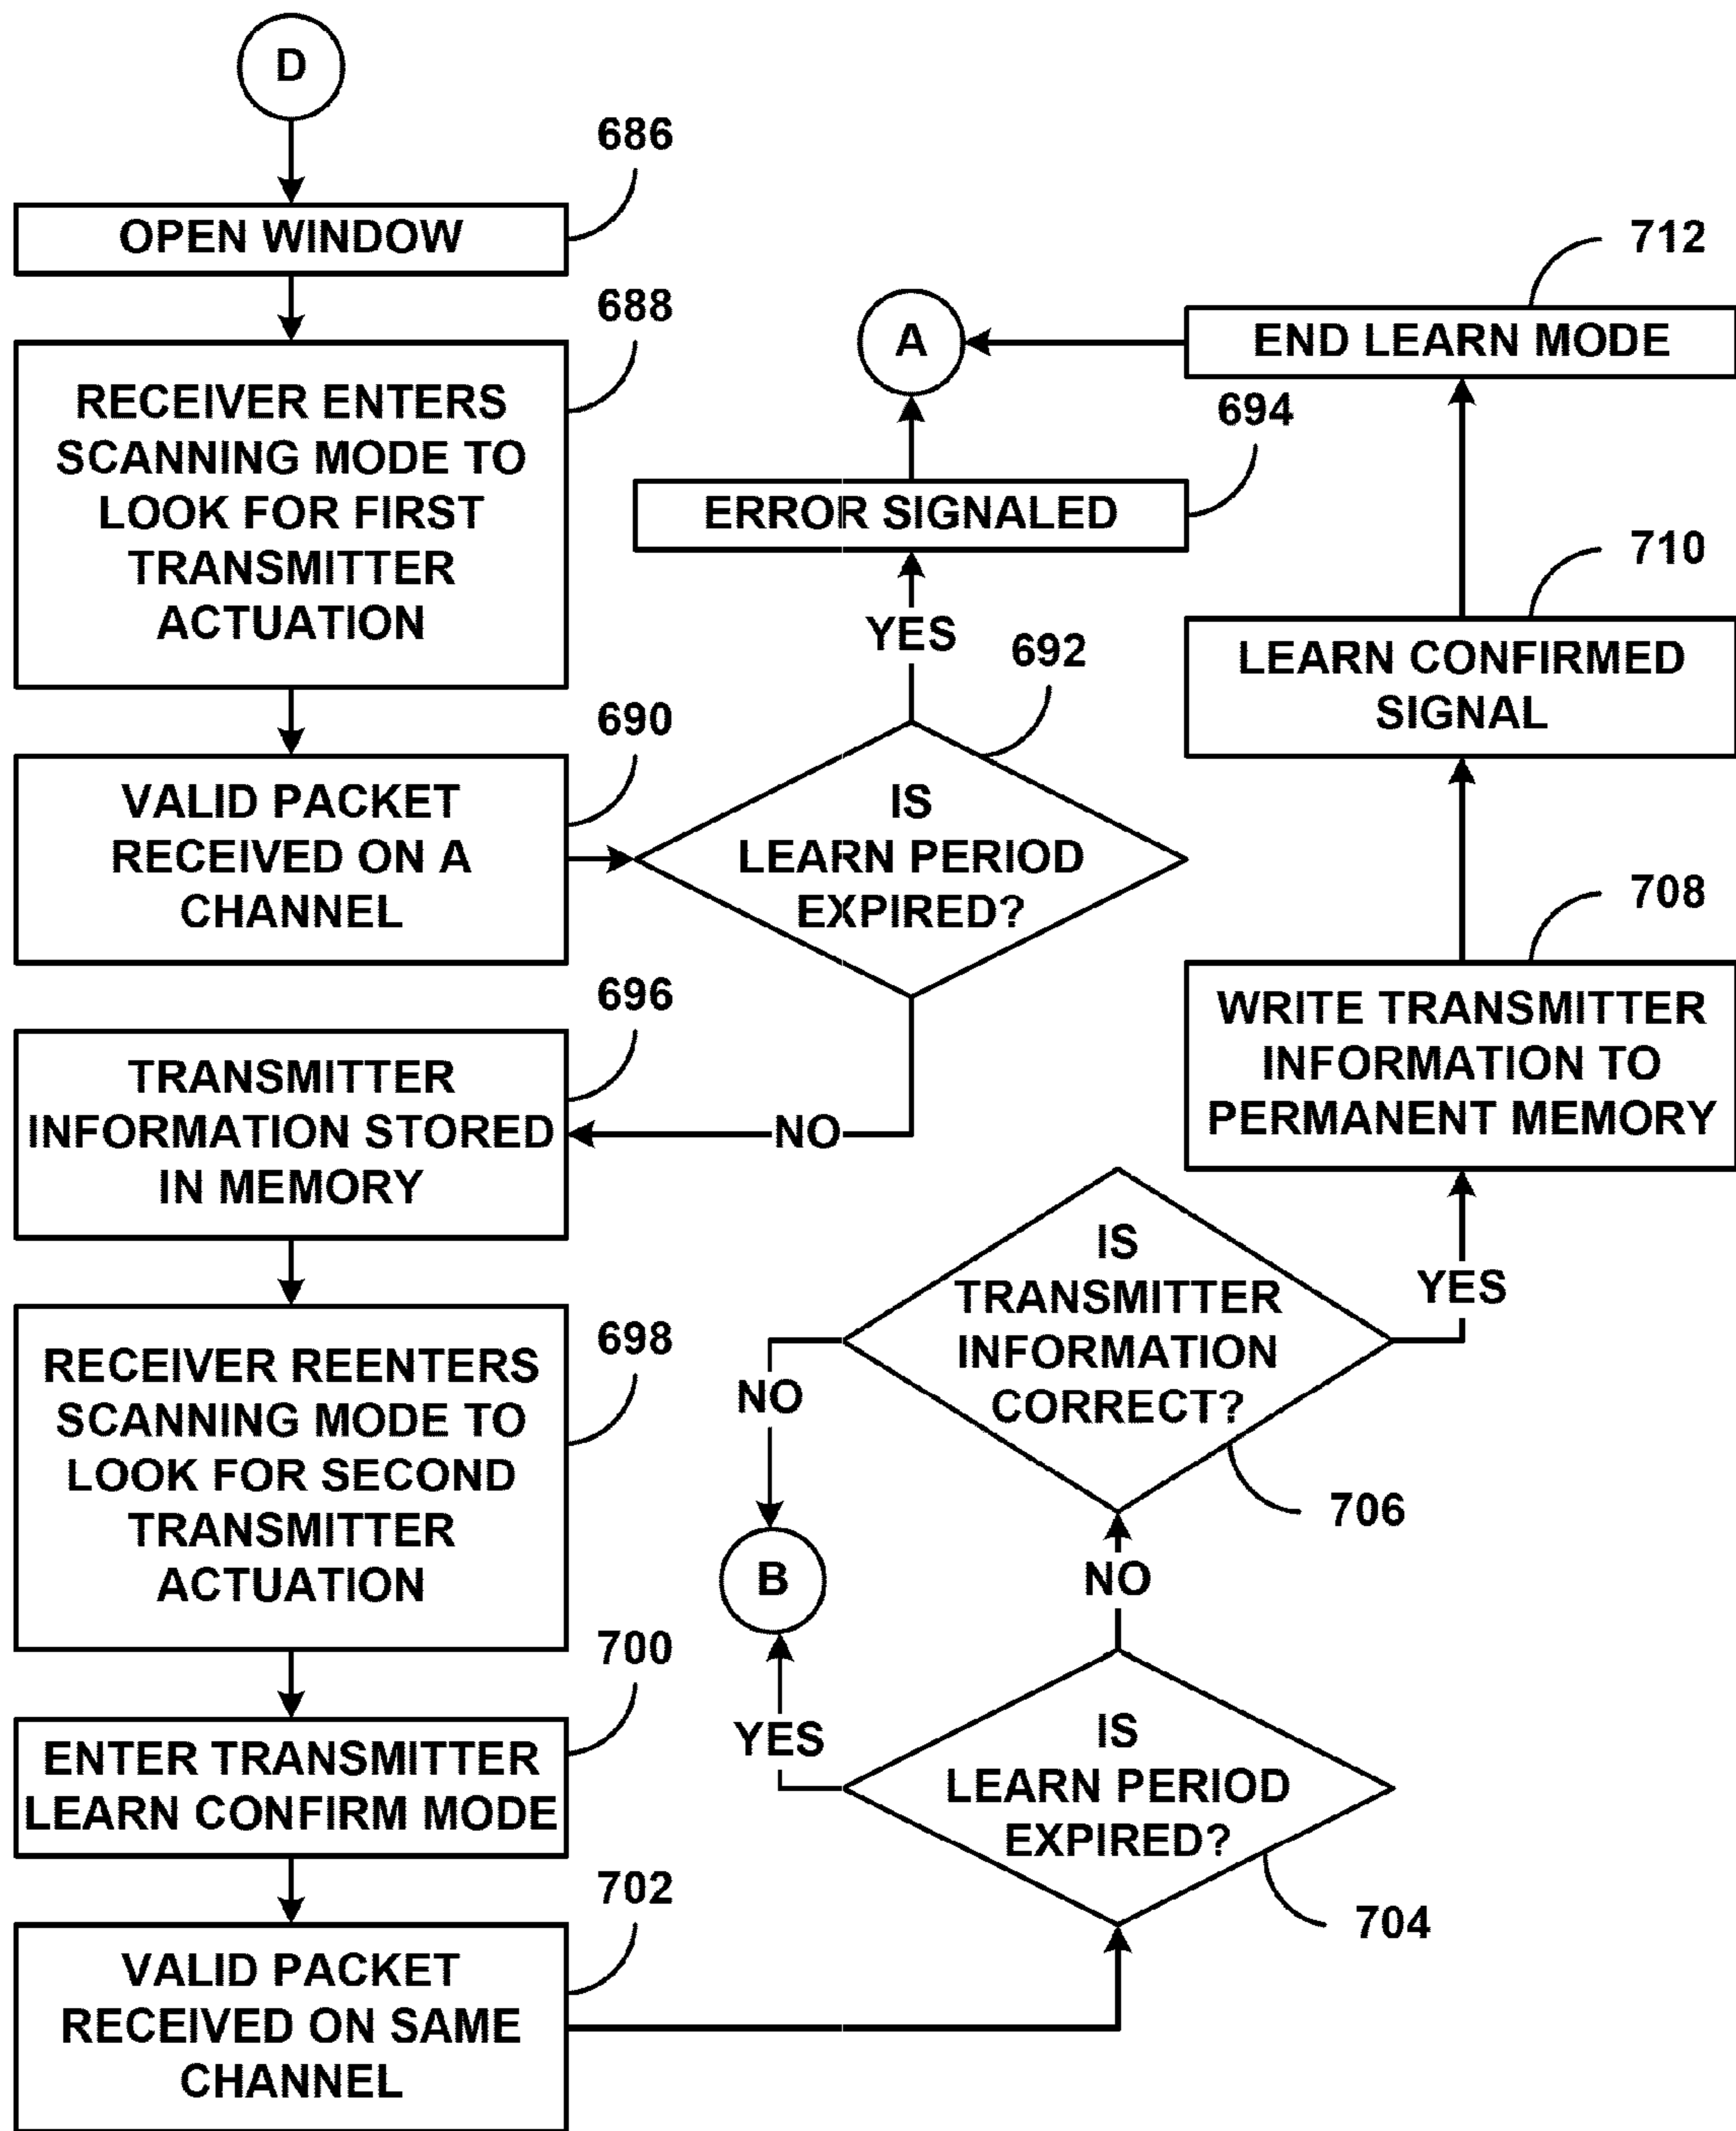 D
686
OPEN WINDOW
688
RECEIVER ENTERS
SCANNING MODE TO
LOOK FOR FIRST
TRANSMITTER
ACTUATION
690
VALID PACKET
RECEIVED ON A
CHANNEL
692
IS
LEARN PERIOD
EXPIRED?
YES
694
ERROR SIGNALED
A
NO
696
TRANSMITTER
INFORMATION STORED
IN MEMORY
698
RECEIVER REENTERS
SCANNING MODE TO
LOOK FOR SECOND
TRANSMITTER
ACTUATION
700
ENTER TRANSMITTER
LEARN CONFIRM MODE
702
VALID PACKET
RECEIVED ON SAME
CHANNEL
704
IS
LEARN PERIOD
EXPIRED?
YES
B
NO
706
IS
TRANSMITTER
INFORMATION
CORRECT?
NO
YES
708
WRITE TRANSMITTER
INFORMATION TO
PERMANENT MEMORY
710
LEARN CONFIRMED
SIGNAL
712
END LEARN MODE